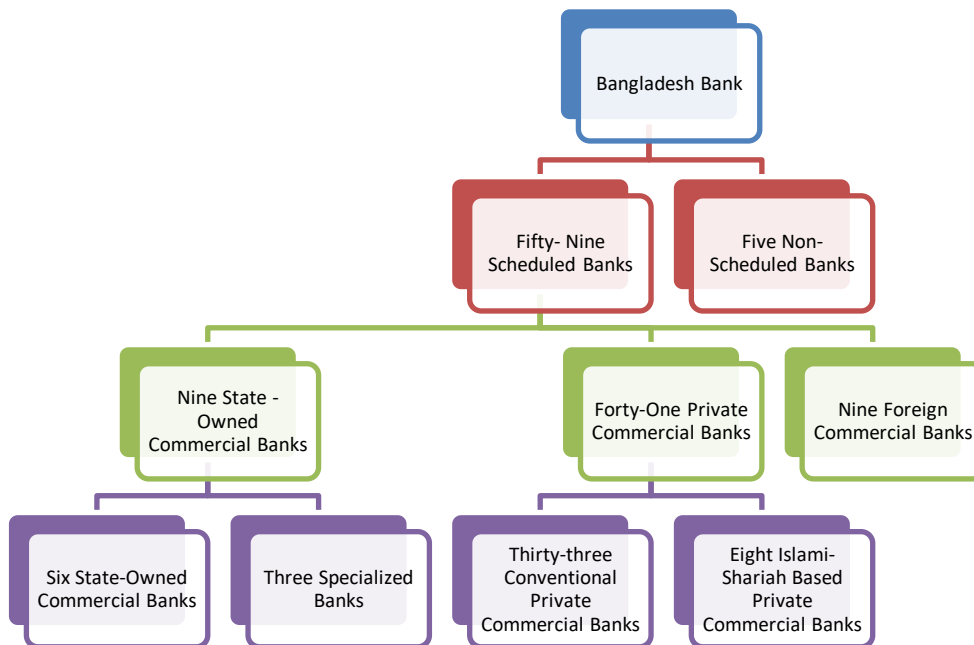 Bangladesh Bank
Fifty- Nine
Scheduled Banks
Five Non-
Scheduled Banks
Nine State -
Owned
Commercial Banks
Forty-One Private
Commercial Banks
Nine Foreign
Commercial Banks
Six State-Owned
Commercial Banks
Three Specialized
Banks
Thirty-three
Conventional
Private
Commercial Banks
Eight Islami-
Shariah Based
Private
Commercial Banks